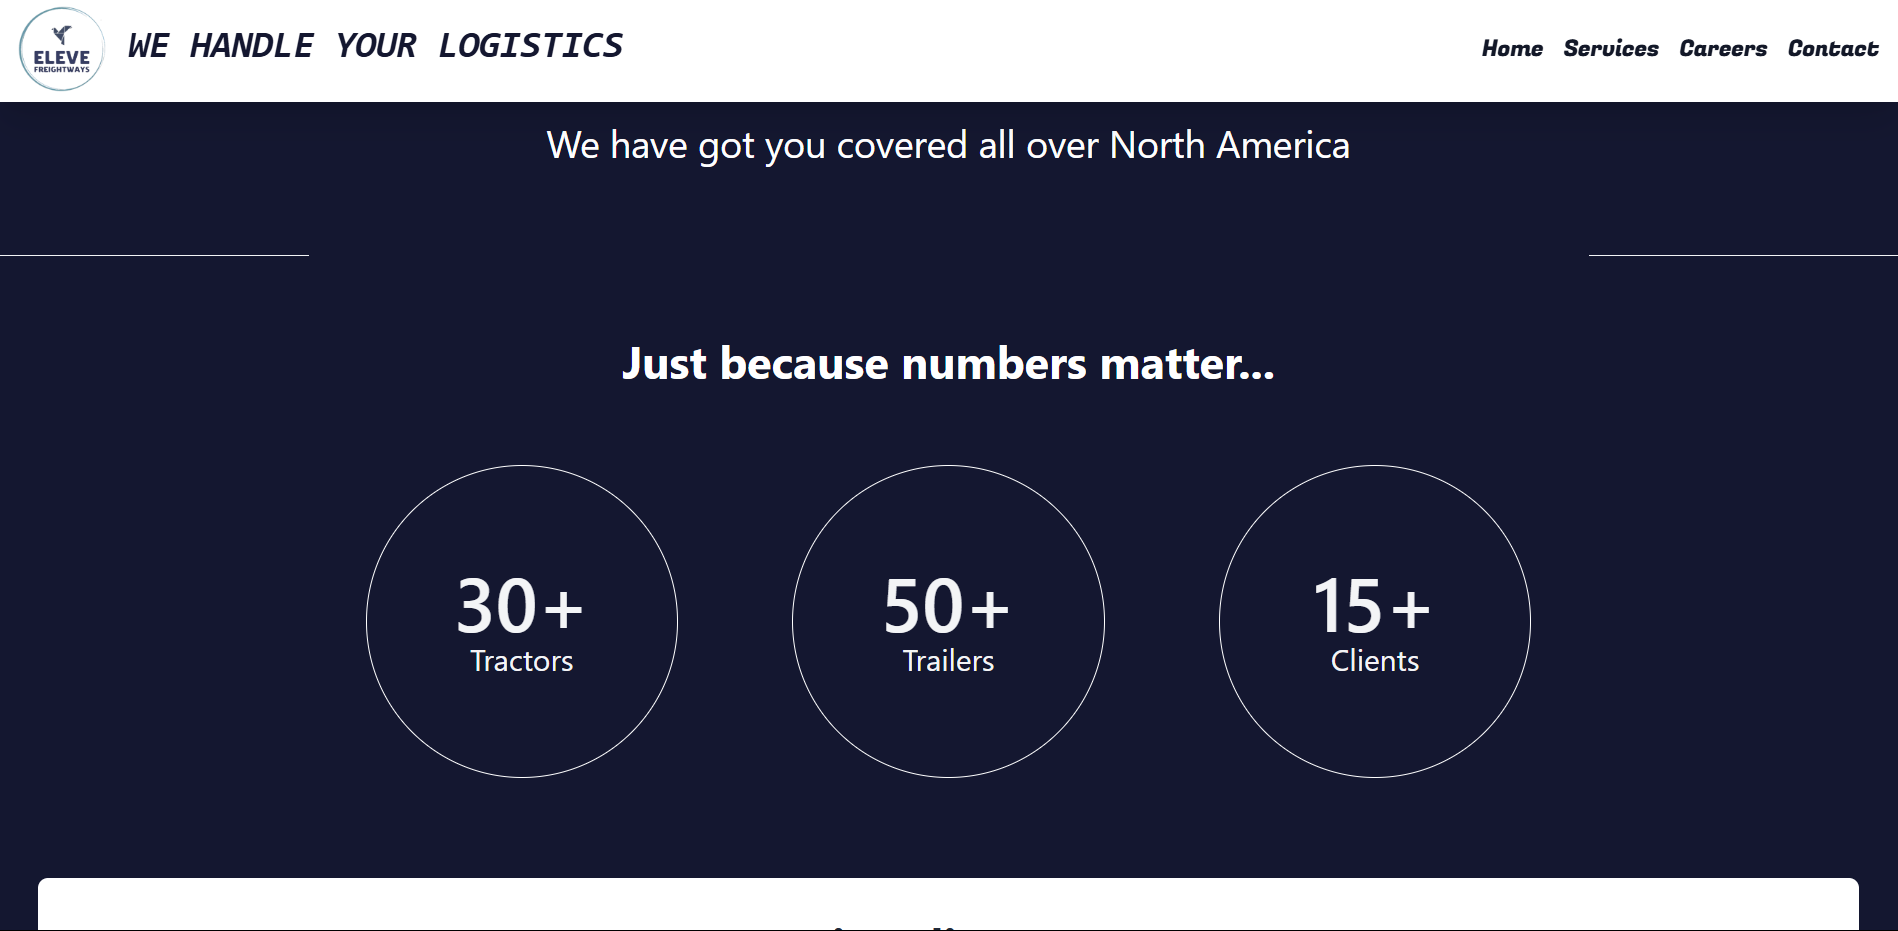 ELEVE
FREIGHTWAYS
WE HANDLE YOUR LOGISTICS
Home Services Careers Contact
We have got you covered all over North America
Just because numbers matter...
30+
Tractors
50+
Trailers
15+
Clients